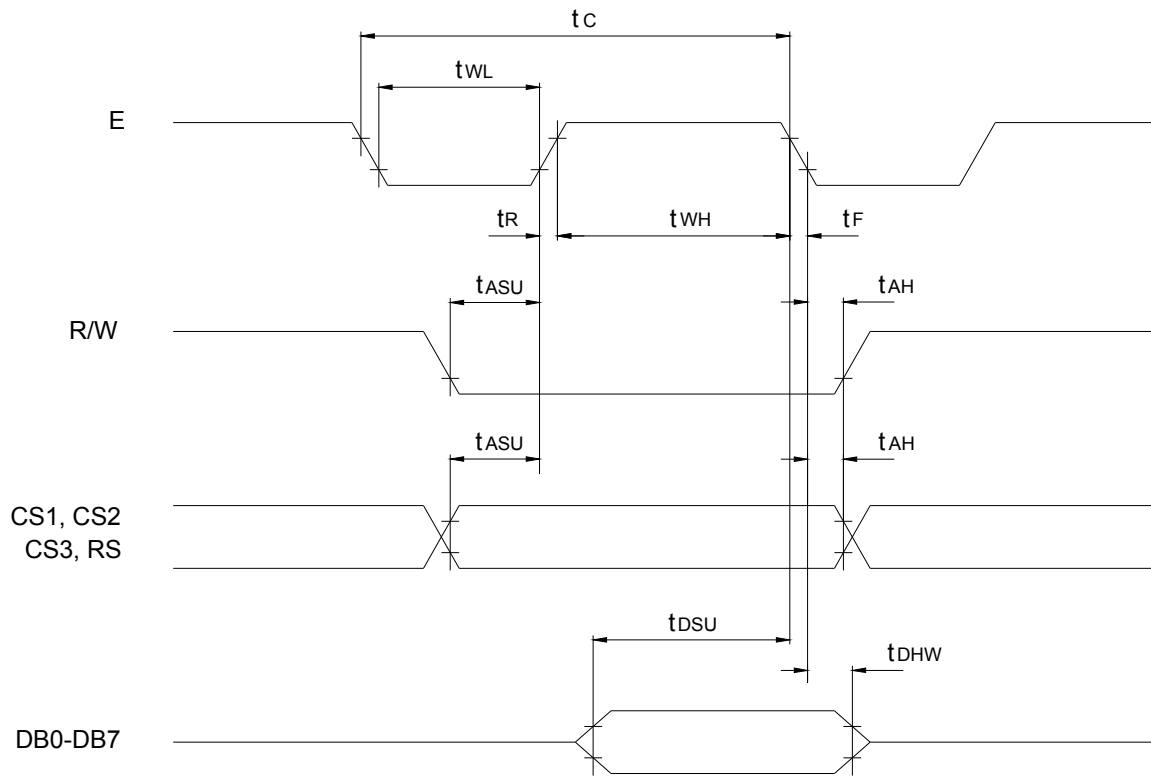 tC
tWL
E
tR
tWH
tF
tASU
tAH
R/W
tASU
tAH
CS1, CS2
CS3, RS
tDSU
tDHW
DB0-DB7